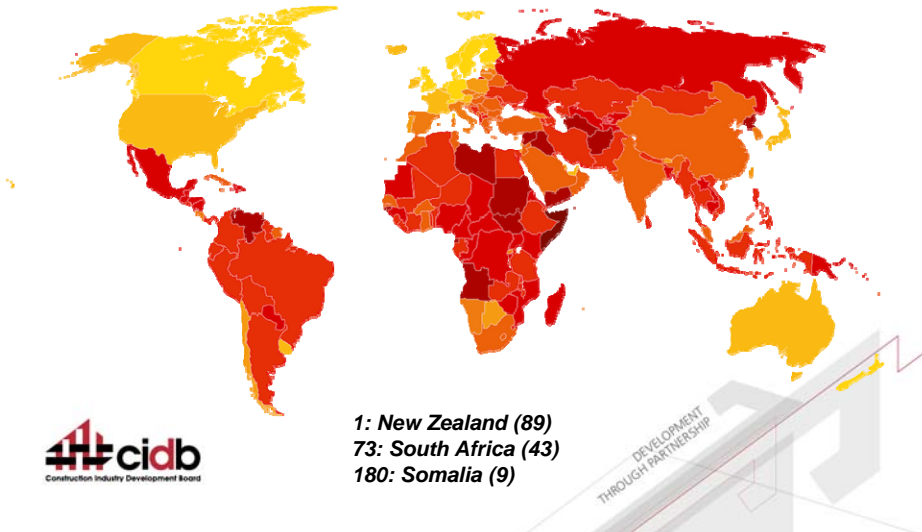 1: New Zealand (89)
73: South Africa (43)
180: Somalia (9)
cidb
Construction Industry Development Board
DEVELOPMENT
THROUGH PARTNERSHIP